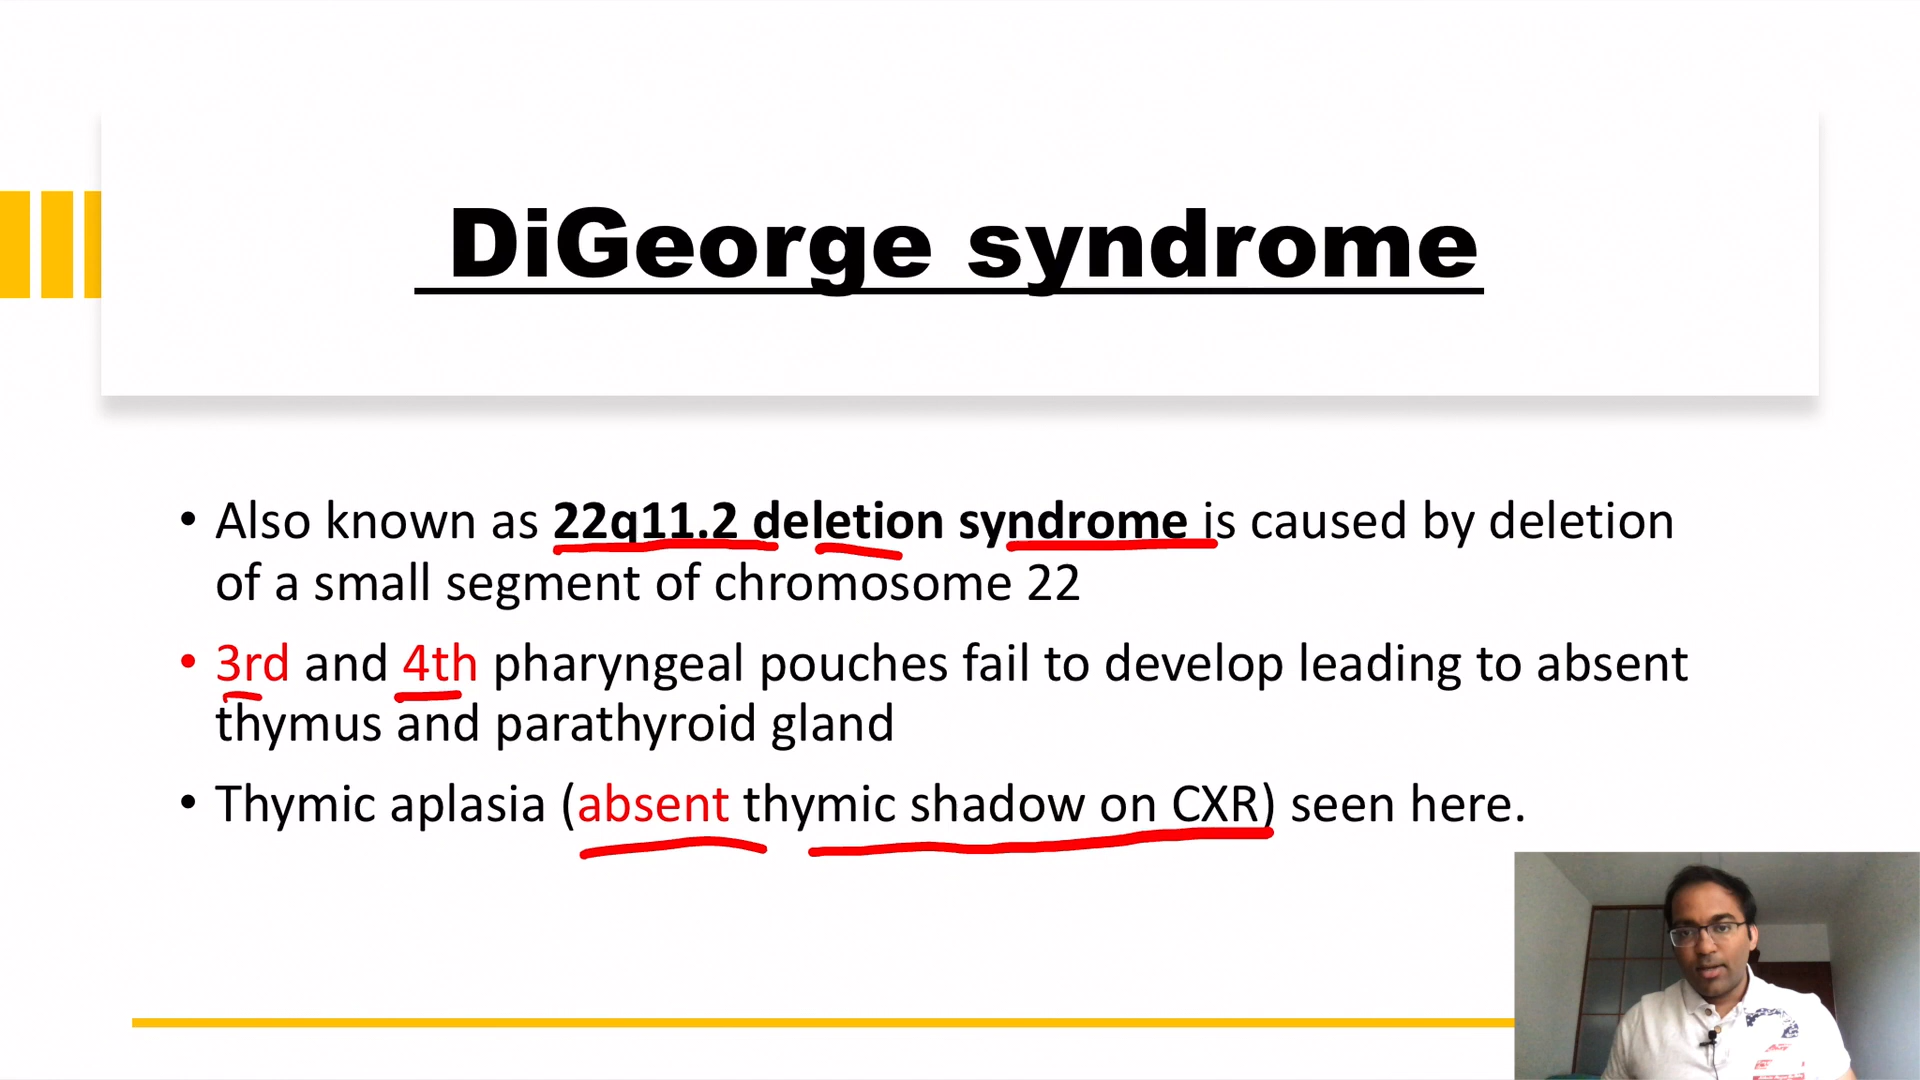 DiGeorge syndrome
• Also known as 22q11.2 deletion syndrome is caused by deletion
of a small segment of chromosome 22
• 3rd and 4th pharyngeal pouches fail to develop leading to absent
thymus and parathyroid gland
• Thymic aplasia (absent thymic shadow on CXR) seen here.